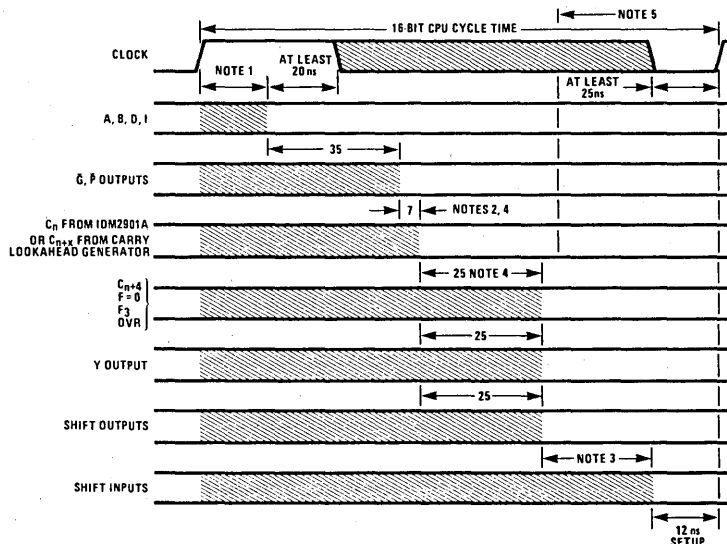 NOTE 5
16-BIT CPU CYCLE TIME
CLOCK
NOTE 1
AT LEAST
20ns
AT LEAST
25ns
A, B, D, I
35
G̅, P̅ OUTPUTS
7
NOTES 2, 4
Cn FROM IDM2901A
OR Cn+x FROM CARRY
LOOKAHEAD GENERATOR
25 NOTE 4
Cn+4
F = 0
F3
OVR
25
Y OUTPUT
25
SHIFT OUTPUTS
NOTE 3
SHIFT INPUTS
12 ns
SETUP